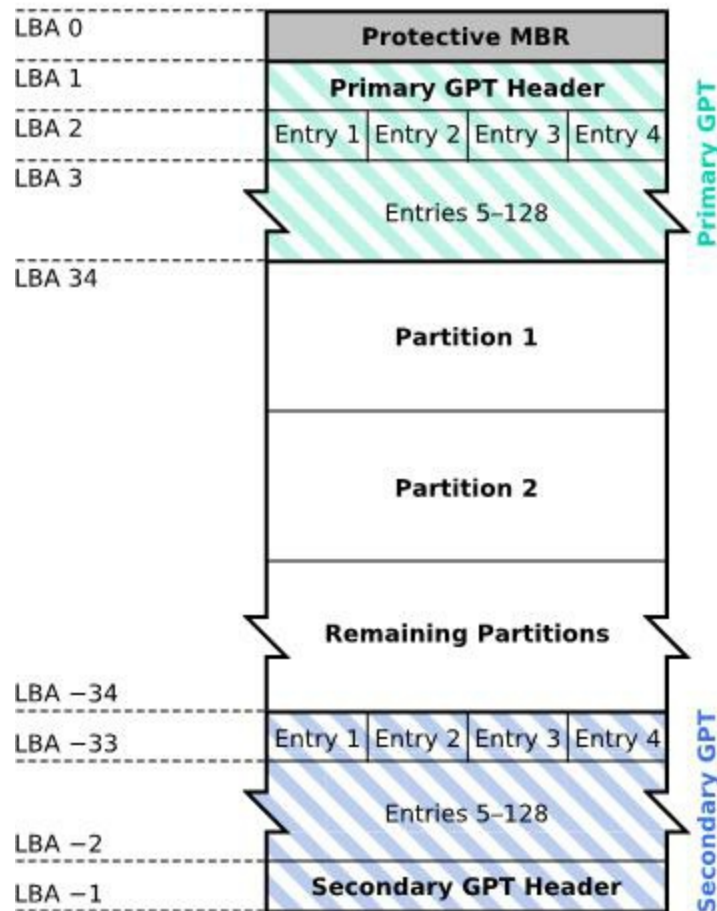 LBA 0
Protective MBR
LBA 1
Primary GPT Header
LBA 2
Entry 1 Entry 2 Entry 3 Entry 4
LBA 3
Entries 5–128
Primary GPT
LBA 34
Partition 1
Partition 2
Remaining Partitions
LBA −34
LBA −33
Entry 1 Entry 2 Entry 3 Entry 4
Entries 5–128
LBA −2
LBA −1
Secondary GPT Header
Secondary GPT